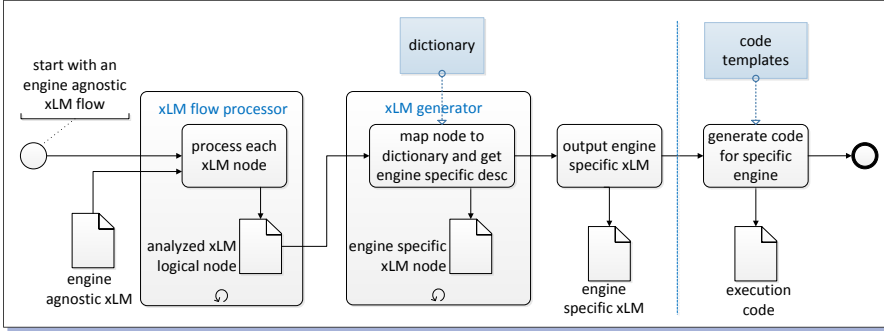 start with an
engine agnostic
xLM flow
dictionary
code
templates
xLM flow processor
xLM generator
process each
xLM node
map node to
dictionary and get
engine specific desc
output engine
specific xLM
generate code
for specific
engine
engine
agnostic xLM
analyzed xLM
logical node
engine specific
xLM node
engine
specific xLM
execution
code